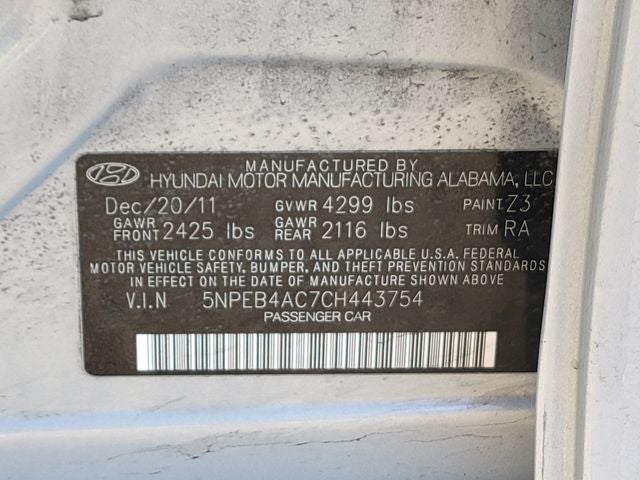 MANUFACTURED BY
HYUNDAI MOTOR MANUFACTURING ALABAMA, LLC
Dec/20/11 GVWR 4299 lbs PAINT Z3
GAWR FRONT 2425 lbs GAWR REAR 2116 lbs TRIM RA
THIS VEHICLE CONFORMS TO ALL APPLICABLE U.S.A FEDERAL
MOTOR VEHICLE SAFETY, BUMPER, AND THEFT PREVENTION STANDARDS
IN EFFECT ON THE DATE OF MANUFACTURE SHOWN ABOVE
V.I.N 5NPEB4AC7CH443754
PASSENGER CAR